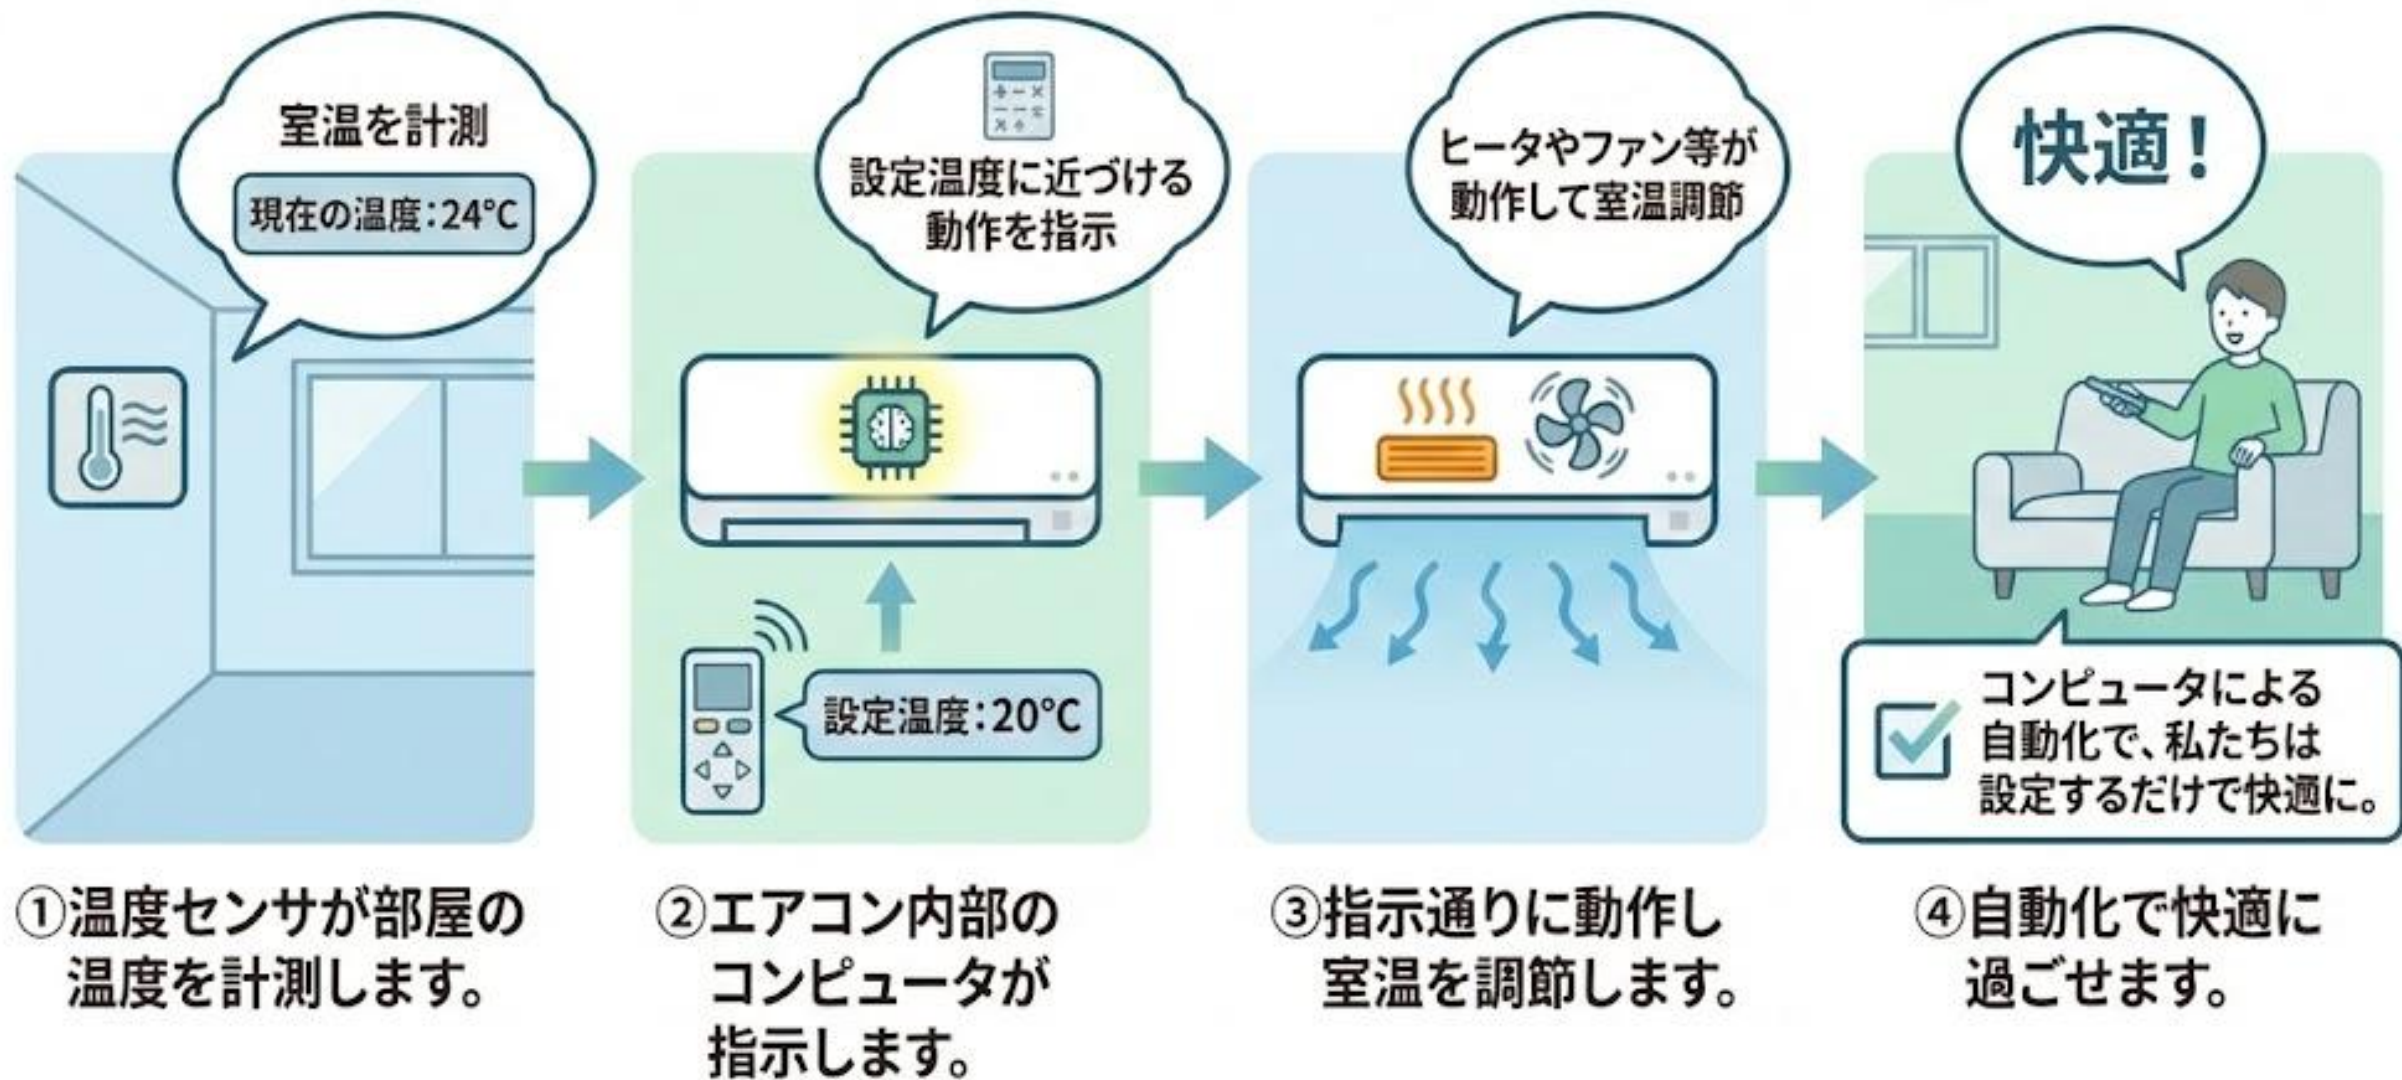 室温を計測
現在の温度：24℃
設定温度に近づける
動作を指示
設定温度：20℃
ヒータやファン等が
動作して室温調節
快適！
コンピュータによる
自動化で、私たちは
設定するだけで快適に。
①温度センサが部屋の
温度を計測します。
②エアコン内部の
コンピュータが
指示します。
③指示通りに動作し
室温を調節します。
④自動化で快適に
過ごせます。